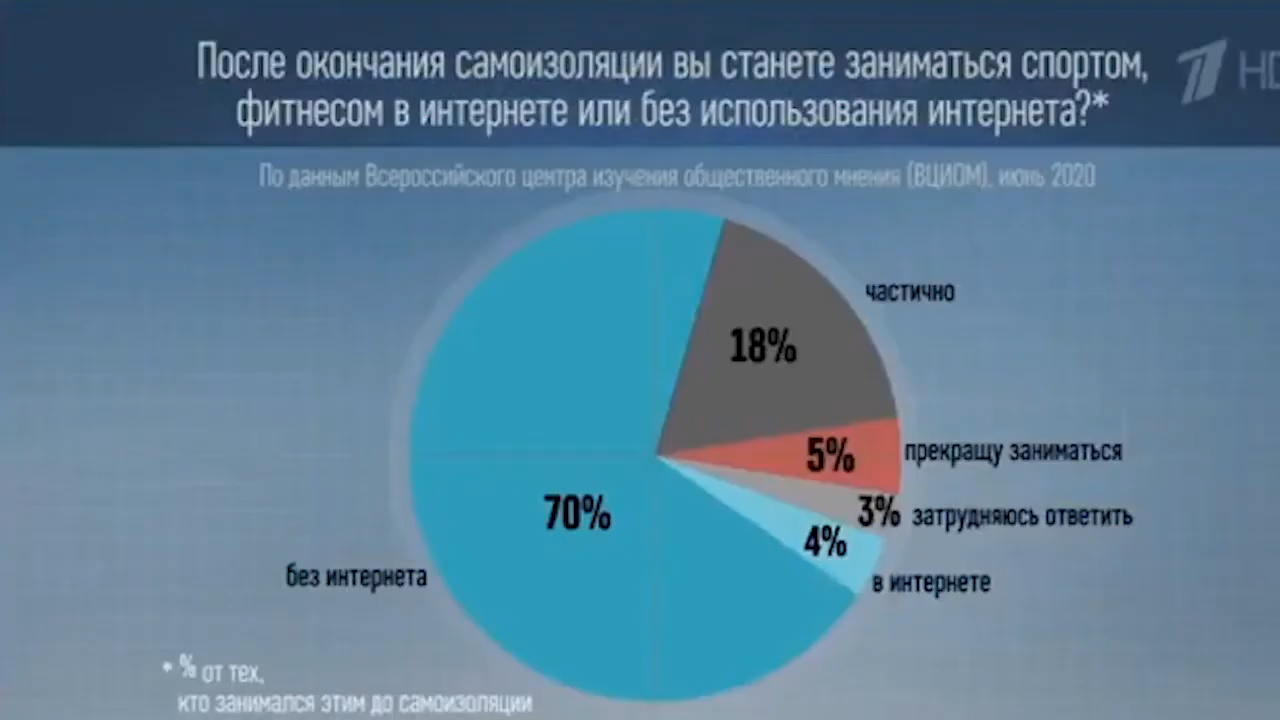 После окончания самоизоляции вы станете заниматься спортом,
фитнесом в интернете или без использования интернета?*
HD
По данным Всероссийского центра изучения общественного мнения (ВЦИОМ), июнь 2020
частично
18%
5% прекращу заниматься
3% затрудняюсь ответить
70%
4%
без интернета
в интернете
* % от тех,
кто занимался этим до самоизоляции